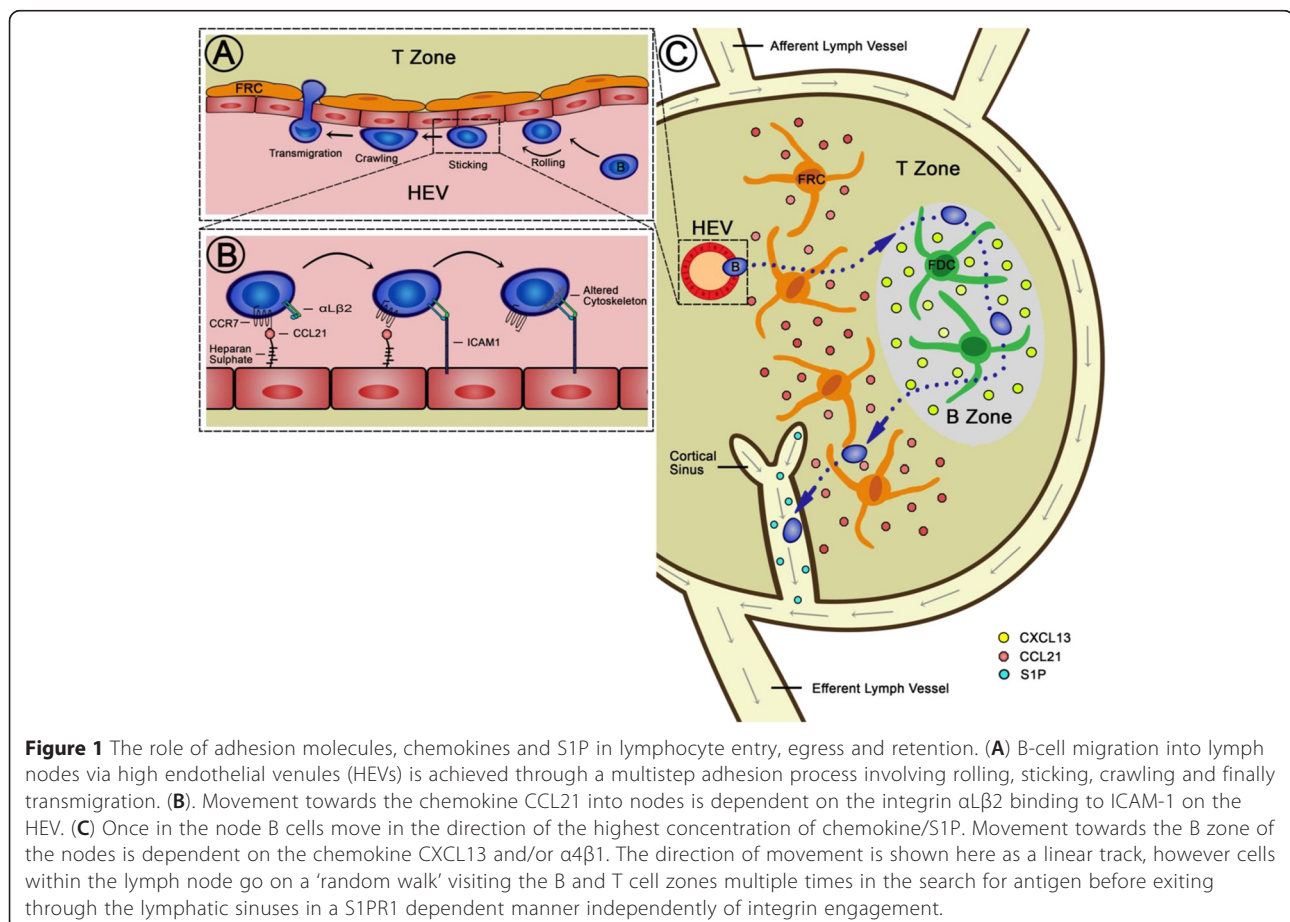 A
T Zone
FRC
Transmigration
Crawling
Sticking
Rolling
B
HEV
B
αLβ2
CCR7
CCL21
Heparan
Sulphate
ICAM1
Altered
Cytoskeleton
C
Afferent Lymph Vessel
FRC
T Zone
HEV
B
FDC
B Zone
Cortical
Sinus
CXCL13
CCL21
S1P
Efferent Lymph Vessel
Figure 1 The role of adhesion molecules, chemokines and S1P in lymphocyte entry, egress and retention. (A) B-cell migration into lymph
nodes via high endothelial venules (HEVs) is achieved through a multistep adhesion process involving rolling, sticking, crawling and finally
transmigration. (B). Movement towards the chemokine CCL21 into nodes is dependent on the integrin αLβ2 binding to ICAM-1 on the
HEV. (C) Once in the node B cells move in the direction of the highest concentration of chemokine/S1P. Movement towards the B zone of
the nodes is dependent on the chemokine CXCL13 and/or α4β1. The direction of movement is shown here as a linear track, however cells
within the lymph node go on a ‘random walk’ visiting the B and T cell zones multiple times in the search for antigen before exiting
through the lymphatic sinuses in a S1PR1 dependent manner independently of integrin engagement.